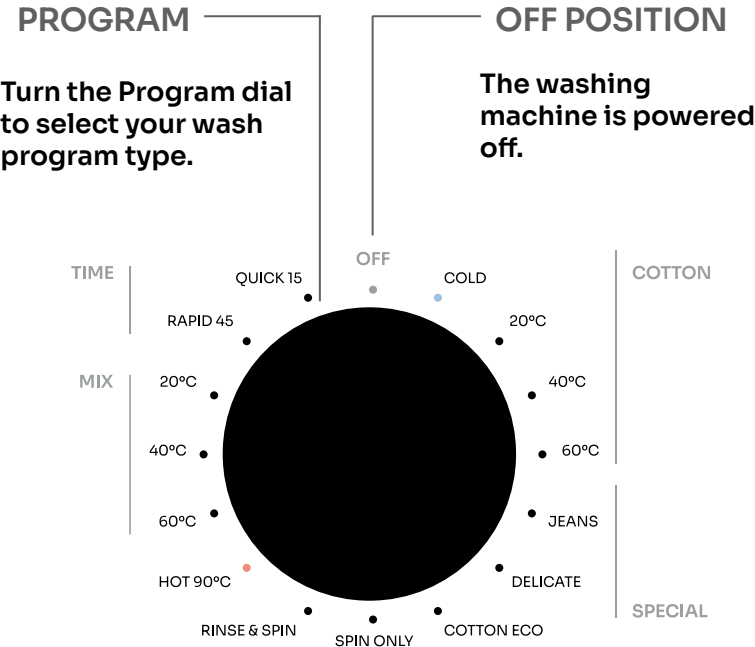 PROGRAM
OFF POSITION
Turn the Program dial
to select your wash
program type.
The washing
machine is powered
off.
TIME
QUICK 15
OFF
COLD
COTTON
RAPID 45
20ºC
MIX
20ºC
40ºC
40ºC
60ºC
60ºC
JEANS
HOT 90ºC
DELICATE
RINSE & SPIN
SPIN ONLY
COTTON ECO
SPECIAL